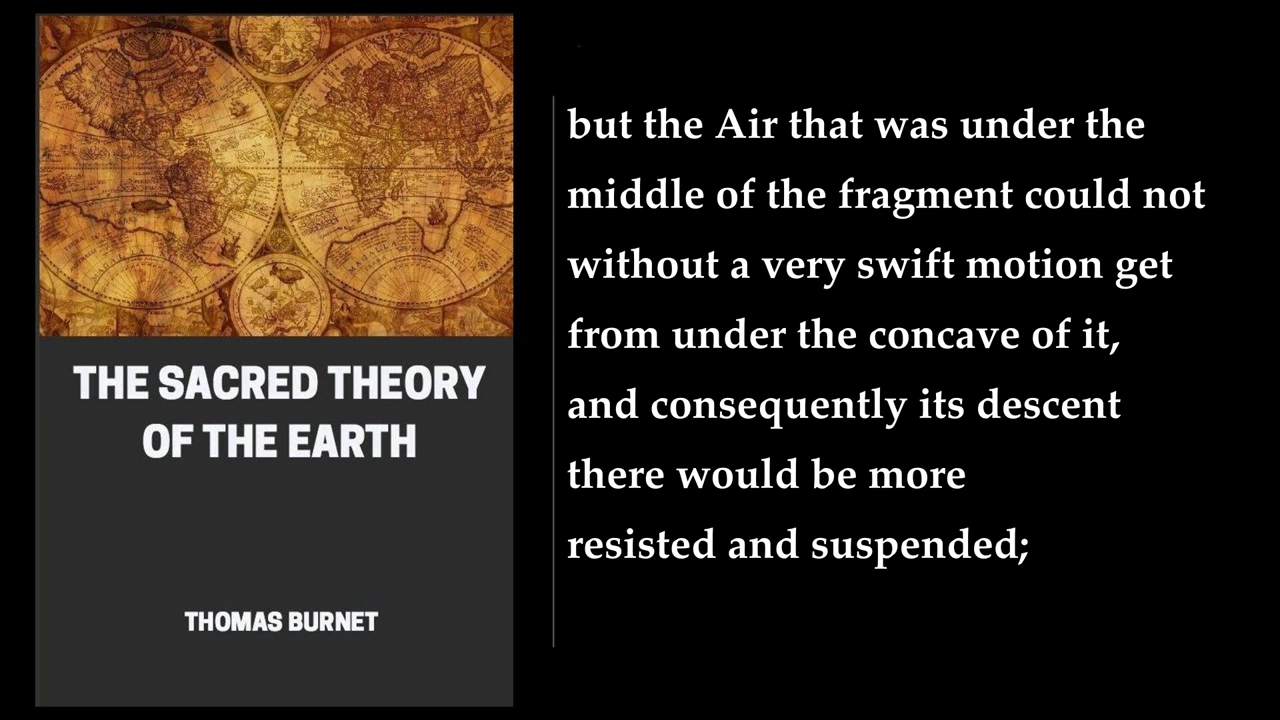 THE SACRED THEORY
OF THE EARTH
THOMAS BURNET
but the Air that was under the
middle of the fragment could not
without a very swift motion get
from under the concave of it,
and consequently its descent
there would be more
resisted and suspended;